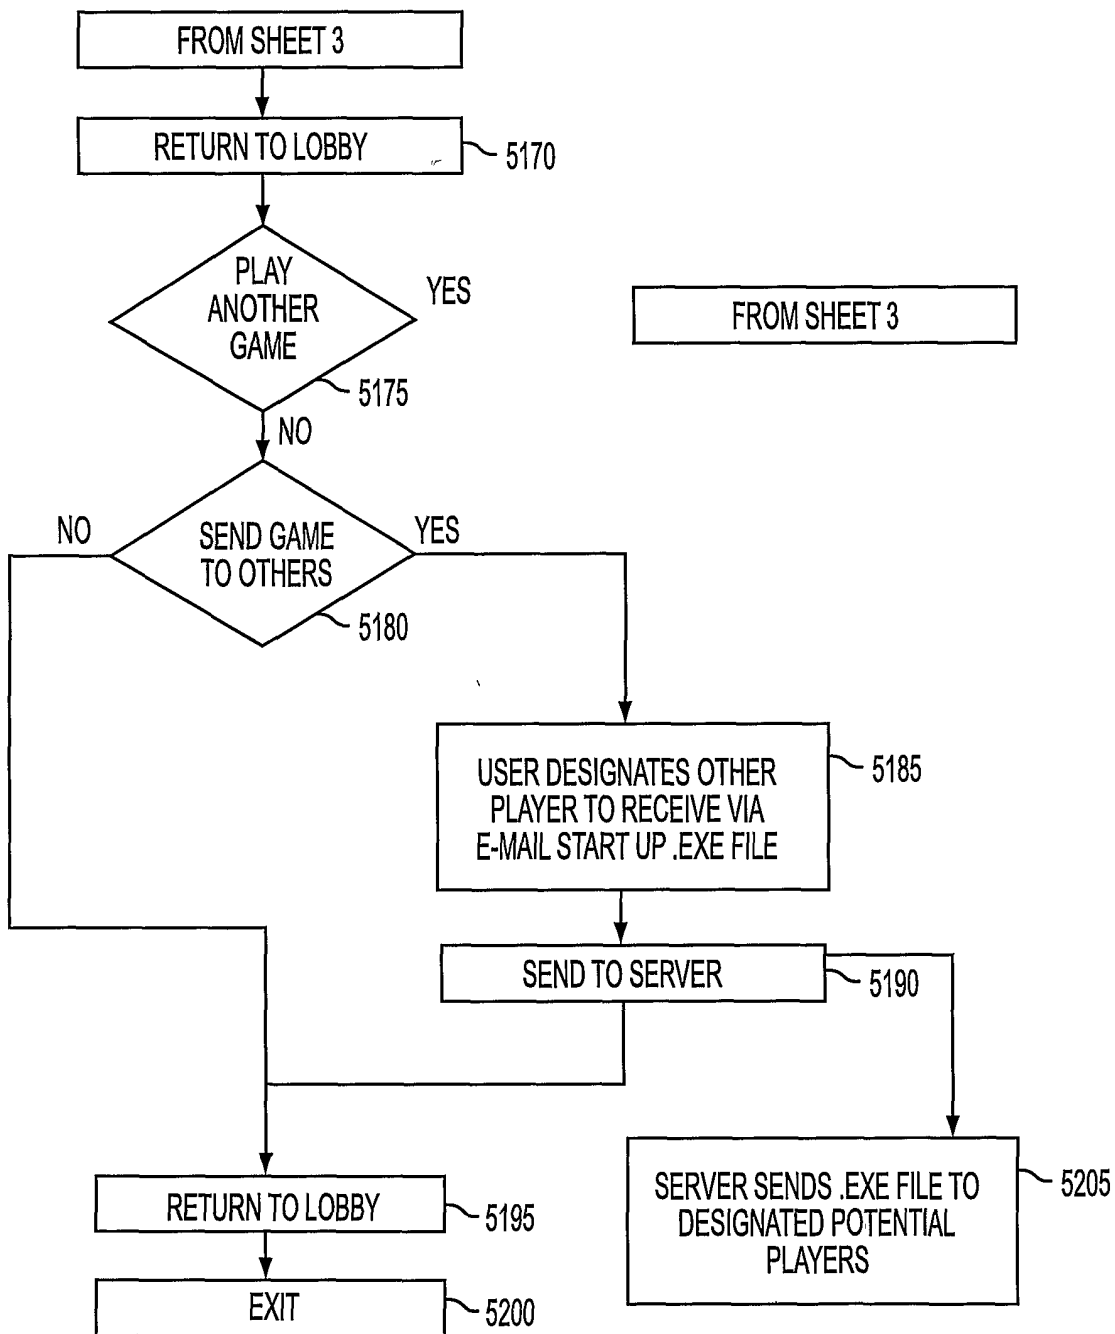 FROM SHEET 3
RETURN TO LOBBY
5170
PLAY
ANOTHER
GAME
YES
5175
FROM SHEET 3
NO
SEND GAME
TO OTHERS
NO
YES
5180
USER DESIGNATES OTHER
PLAYER TO RECEIVE VIA
E-MAIL START UP .EXE FILE
5185
SEND TO SERVER
5190
SERVER SENDS .EXE FILE TO
DESIGNATED POTENTIAL
PLAYERS
5205
RETURN TO LOBBY
5195
EXIT
5200